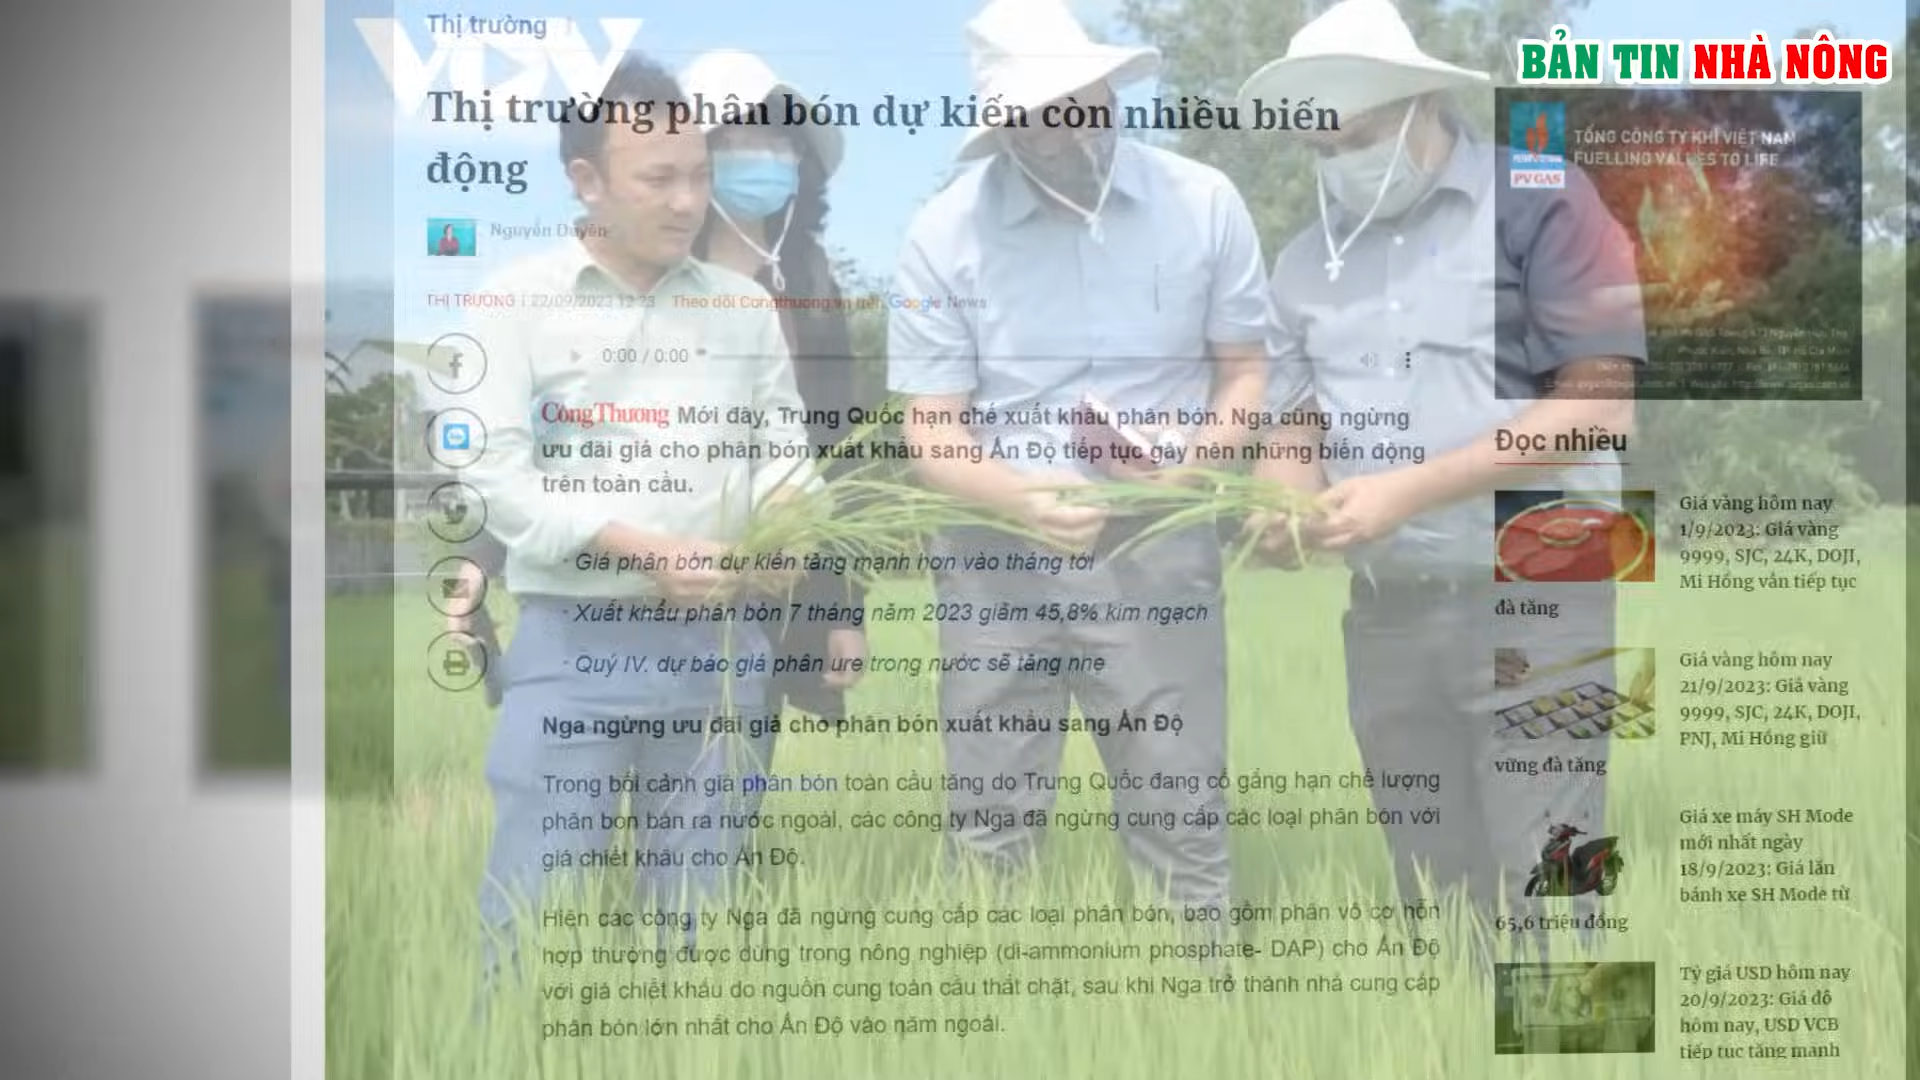 Thị trường
VOV
BẢN TIN NHÀ NÔNG
Thị trường phân bón dự kiến còn nhiều biến
động
Nguyễn Duyên
THỊ TRƯỜNG | 22/09/2023 12:23 Theo dõi Congthuong.vn trên Google News
0:00 / 0:00
CôngThương Mới đây, Trung Quốc hạn chế xuất khẩu phân bón. Nga cũng ngừng
ưu đãi giá cho phân bón xuất khẩu sang Ấn Độ tiếp tục gây nên những biến động
trên toàn cầu.
Giá phân bón dự kiến tăng mạnh hơn vào tháng tới
Xuất khẩu phân bón 7 tháng năm 2023 giảm 45,8% kim ngạch
Quý IV. dự báo giá phân ure trong nước sẽ tăng nhẹ
Nga ngừng ưu đãi giá cho phân bón xuất khẩu sang Ấn Độ
Trong bối cảnh giá phân bón toàn cầu tăng do Trung Quốc đang cố gắng hạn chế lượng
phân bón bán ra nước ngoài, các công ty Nga đã ngừng cung cấp các loại phân bón với
giá chiết khấu cho Ấn Độ.
Hiện các công ty Nga đã ngừng cung cấp các loại phân bón, bao gồm phân vô cơ hỗn
hợp thường được dùng trong nông nghiệp (di-ammonium phosphate- DAP) cho Ấn Độ
với giá chiết khấu do nguồn cung toàn cầu thắt chặt, sau khi Nga trở thành nhà cung cấp
phân bón lớn nhất cho Ấn Độ vào năm ngoái.
PETROVIETNAM
PV GAS
TỔNG CÔNG TY KHÍ VIỆT NAM
FUELLING VALUES TO LIFE
Đọc nhiều
Giá vàng hôm nay
1/9/2023: Giá vàng
9999, SJC, 24K, DOJI,
Mi Hồng vẫn tiếp tục
đà tăng
Giá vàng hôm nay
21/9/2023: Giá vàng
9999, SJC, 24K, DOJI,
PNJ, Mi Hồng giữ
vững đà tăng
Giá xe máy SH Mode
mới nhất ngày
18/9/2023: Giá lăn
bánh xe SH Mode từ
65,6 triệu đồng
Tỷ giá USD hôm nay
20/9/2023: Giá đô
hôm nay, USD VCB
tiếp tục tăng mạnh